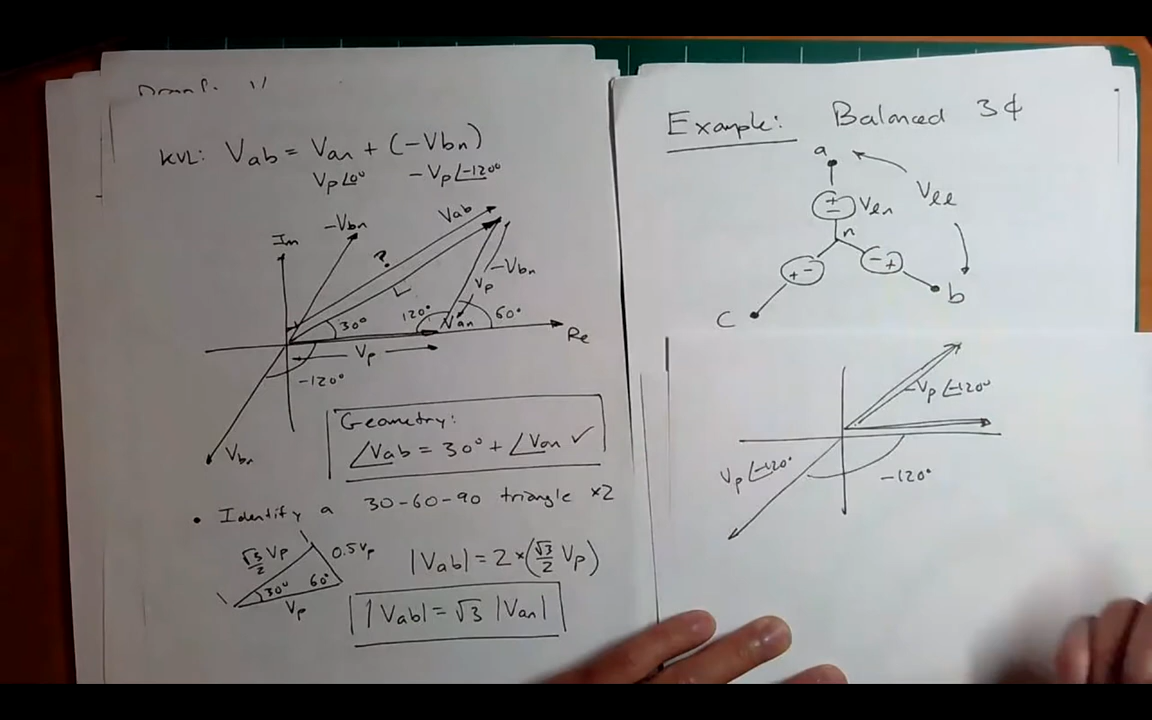 KVL: Vab = Van + (-Vbn)
Vp∠0° -Vp∠-120°
Vab
-Vbn
Im
?
-Vbn
Vp
30°
120°
Van
60°
Re
Vp
-120°
Vbn
Geometry:
∠Vab = 30° + ∠Van ✓
• Identify a 30-60-90 triangle ×2
√3/2 Vp
0.5Vp
30°
60°
Vp
|Vab| = 2×(√3/2 Vp)
|Vab| = √3 |Van|
Example: Balanced 3¢
a
+
-
Vln
Vll
n
+ -
- +
b
c
-Vp∠-120°
Vp∠-120°
-120°